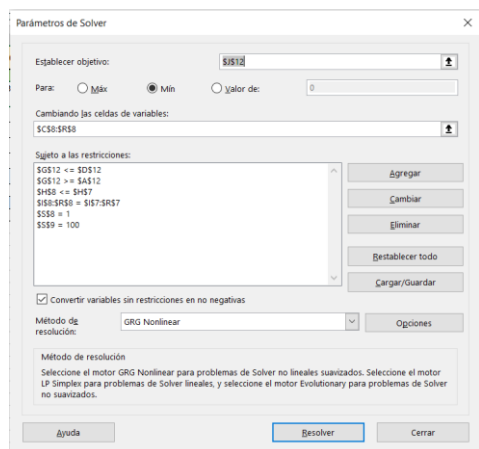 Parámetros de Solver
Establecer objetivo: $J$12
Para: Máx Mín Valor de: 0
Cambiando las celdas de variables:
$C$8:$R$8
Sujeto a las restricciones:
$G$12 <= $D$12
$G$12 >= $A$12
$H$8 <= $H$7
$I$8:$R$8 = $I$7:$R$7
$S$8 = 1
$S$9 = 100
Agregar
Cambiar
Eliminar
Restablecer todo
Cargar/Guardar
Convertir variables sin restricciones en no negativas
Método de resolución:
GRG Nonlinear
Opciones
Método de resolución
Seleccione el motor GRG Nonlinear para problemas de Solver no lineales suavizados. Seleccione el motor
LP Simplex para problemas de Solver lineales, y seleccione el motor Evolutionary para problemas de Solver
no suavizados.
Ayuda
Resolver
Cerrar